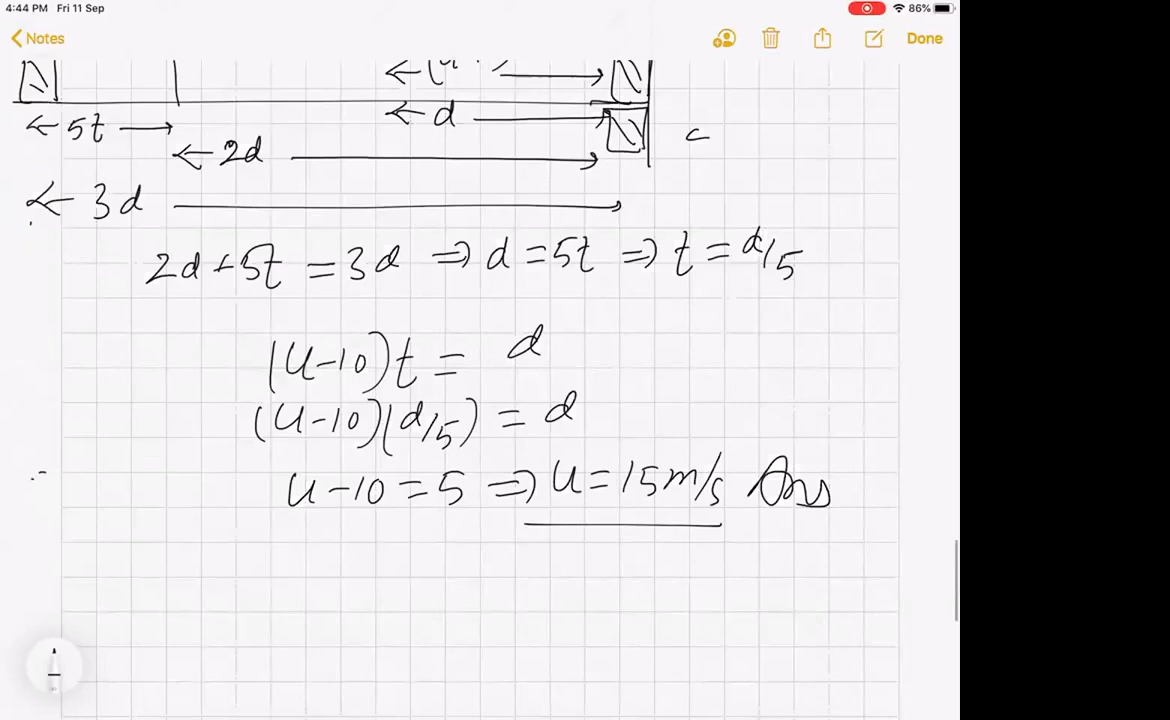 4:44 PM Fri 11 Sep
86%
Notes
Done
5t
d
c
2d
3d
2d + 5t = 3d ⇒ d = 5t ⇒ t = d/5
(u-10)t = d
(u-10)(d/5) = d
u-10 = 5 ⇒ u = 15m/s Ans